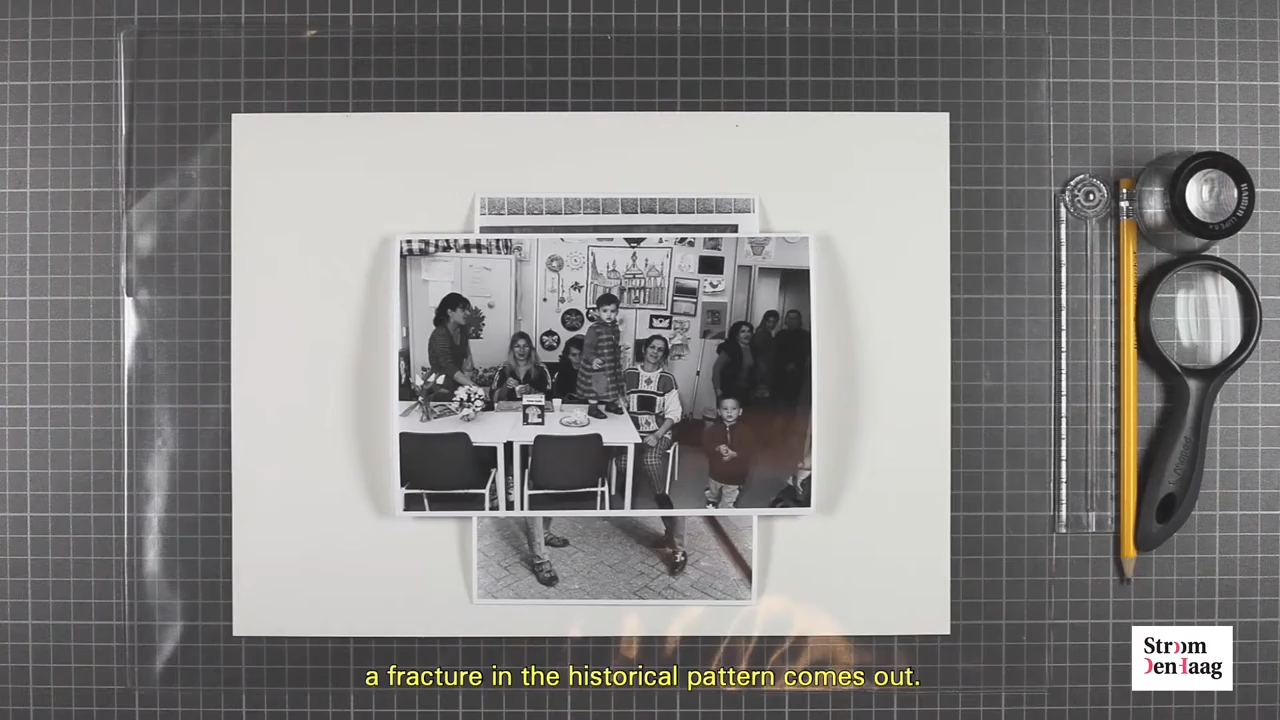 a fracture in the historical pattern comes out.
Stroom
Den Haag